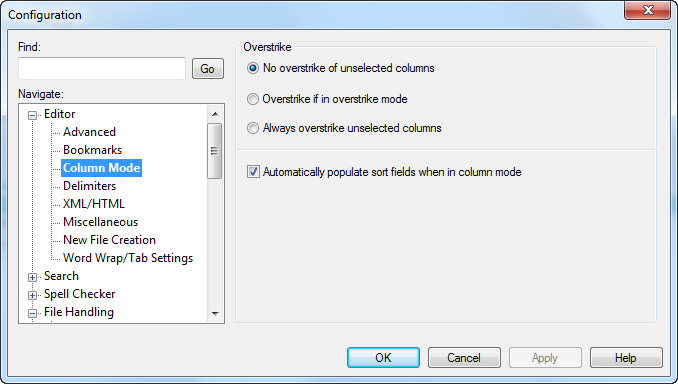 Configuration
Find:
Go
Navigate:
Editor
Advanced
Bookmarks
Column Mode
Delimiters
XML/HTML
Miscellaneous
New File Creation
Word Wrap/Tab Settings
Search
Spell Checker
File Handling
Overstrike
No overstrike of unselected columns
Overstrike if in overstrike mode
Always overstrike unselected columns
Automatically populate sort fields when in column mode
OK
Cancel
Apply
Help